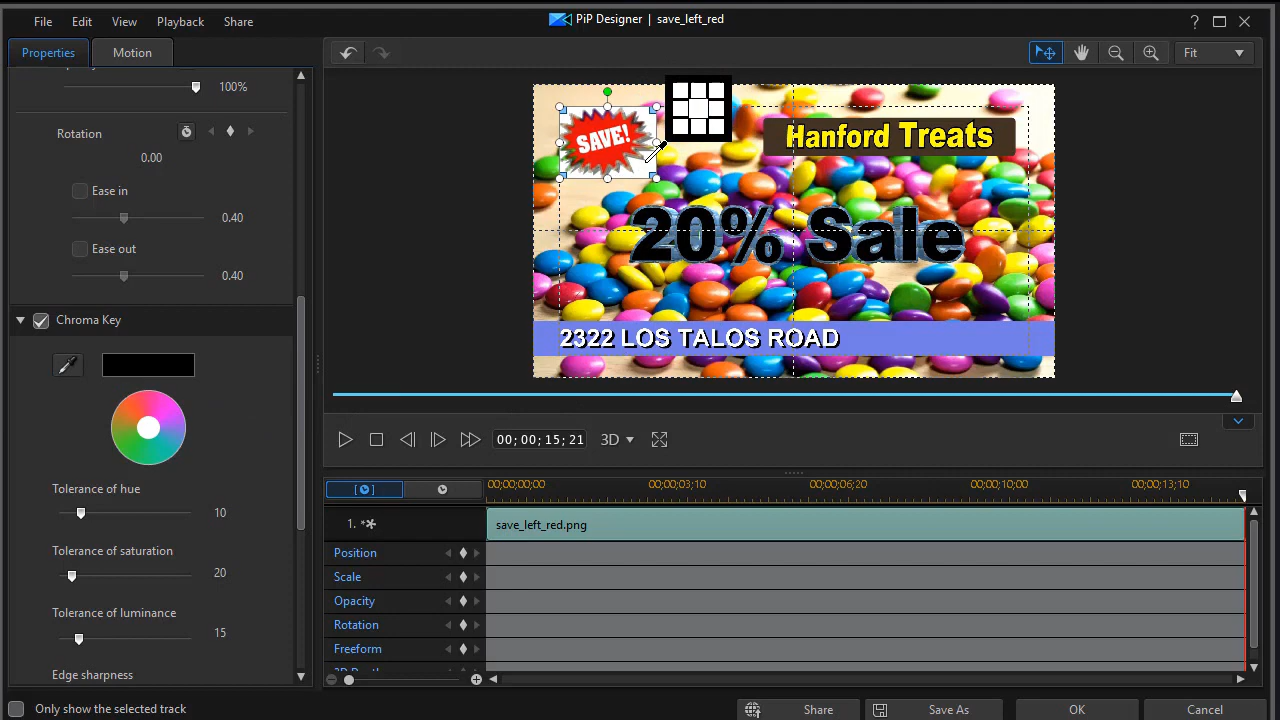 File Edit View Playback Share
PiP Designer | save_left_red
?
Properties Motion
Fit
100%
Rotation
0.00
Ease in
0.40
Ease out
0.40
Chroma Key
Tolerance of hue
10
Tolerance of saturation
20
Tolerance of luminance
15
Edge sharpness
SAVE!
Hanford Treats
20% Sale
2322 LOS TALOS ROAD
00;00;15;21
3D
00;00;00;00 00;00;03;10 00;00;06;20 00;00;10;00 00;00;13;10
1. save_left_red.png
Position
Scale
Opacity
Rotation
Freeform
Only show the selected track
Share Save As OK Cancel